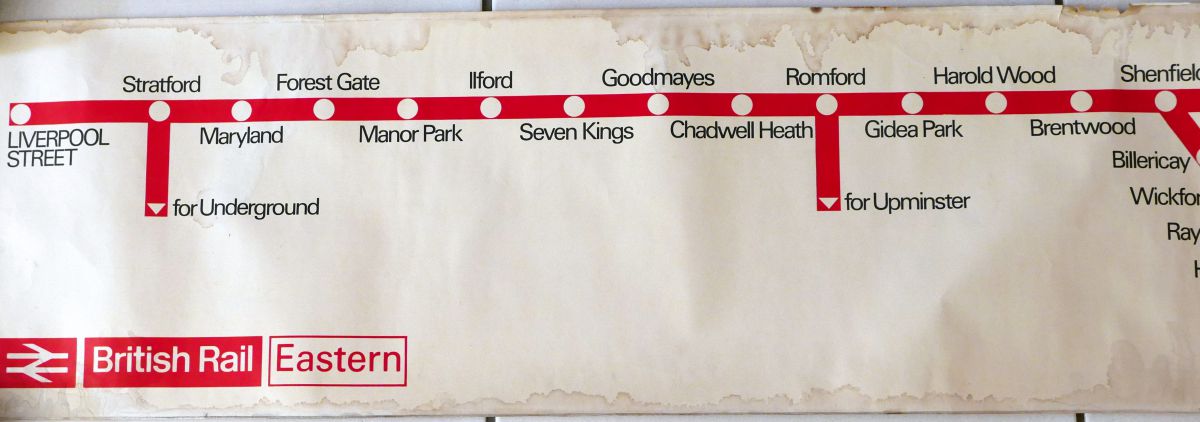 Stratford
Forest Gate
Ilford
Goodmayes
Romford
Harold Wood
LIVERPOOL
STREET
Maryland
Manor Park
Seven Kings
Chadwell Heath
Gidea Park
Brentwood
Billericay
for Underground
for Upminster
British Rail
Eastern